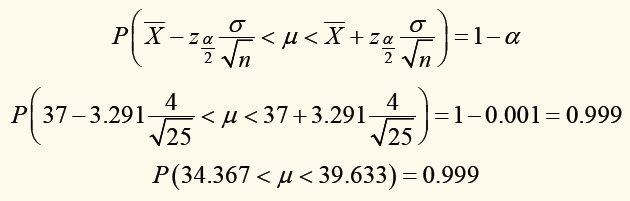 P(X̅ − z_{α/2} σ/√n < μ < X̅ + z_{α/2} σ/√n) = 1 − α
P(37 − 3.291 4/√25 < μ < 37 + 3.291 4/√25) = 1 − 0.001 = 0.999
P(34.367 < μ < 39.633) = 0.999